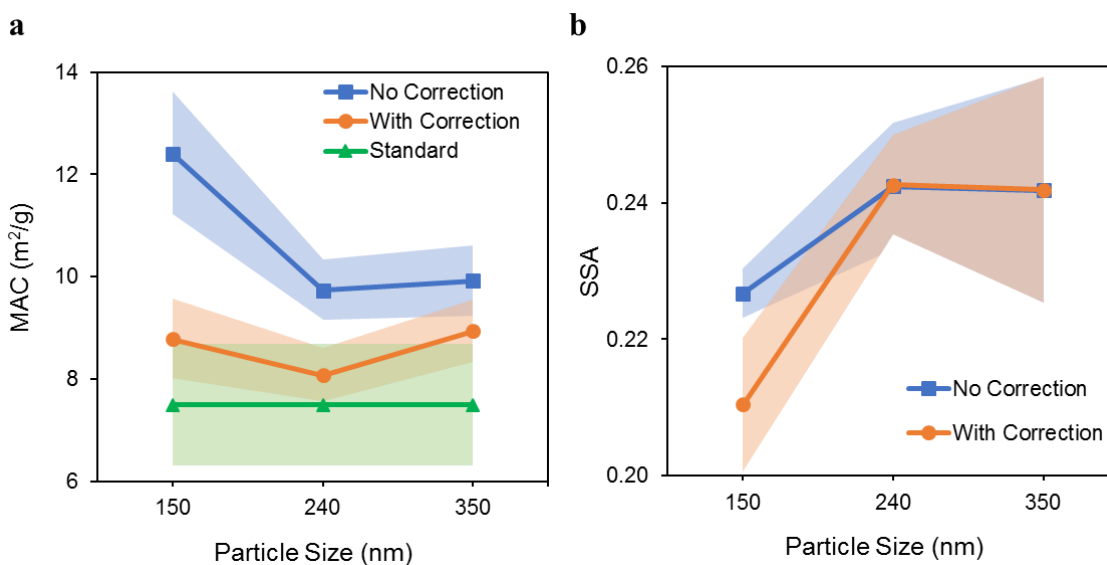 a
14
12
10
8
6
MAC (m²/g)
No Correction
With Correction
Standard
150 240 350
Particle Size (nm)
b
0.26
0.24
0.22
0.20
SSA
No Correction
With Correction
150 240 350
Particle Size (nm)